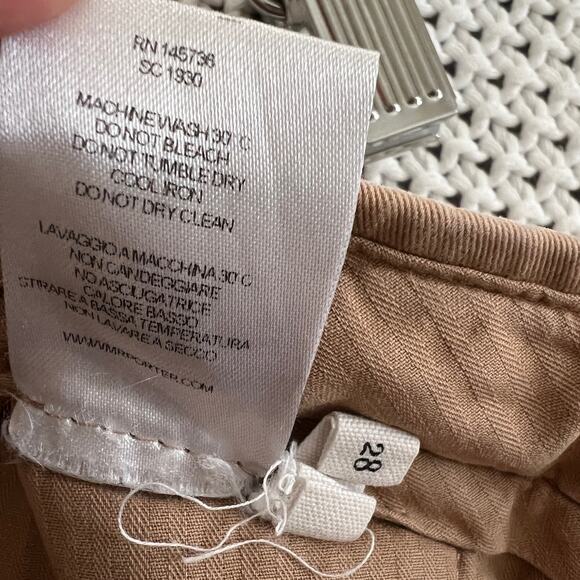 RN 145736
SC 1930
MACHINE WASH 30° C
DO NOT BLEACH
DO NOT TUMBLE DRY
COOL IRON
DO NOT DRY CLEAN
LAVAGGIO A MACCHINA 30° C
NON CANDEGGIARE
NO ASCIUGATRICE
CALORE BASSO
STIRARE A BASSA TEMPERATURA
NON LAVARE A SECCO
WWW.MRPORTER.COM
28